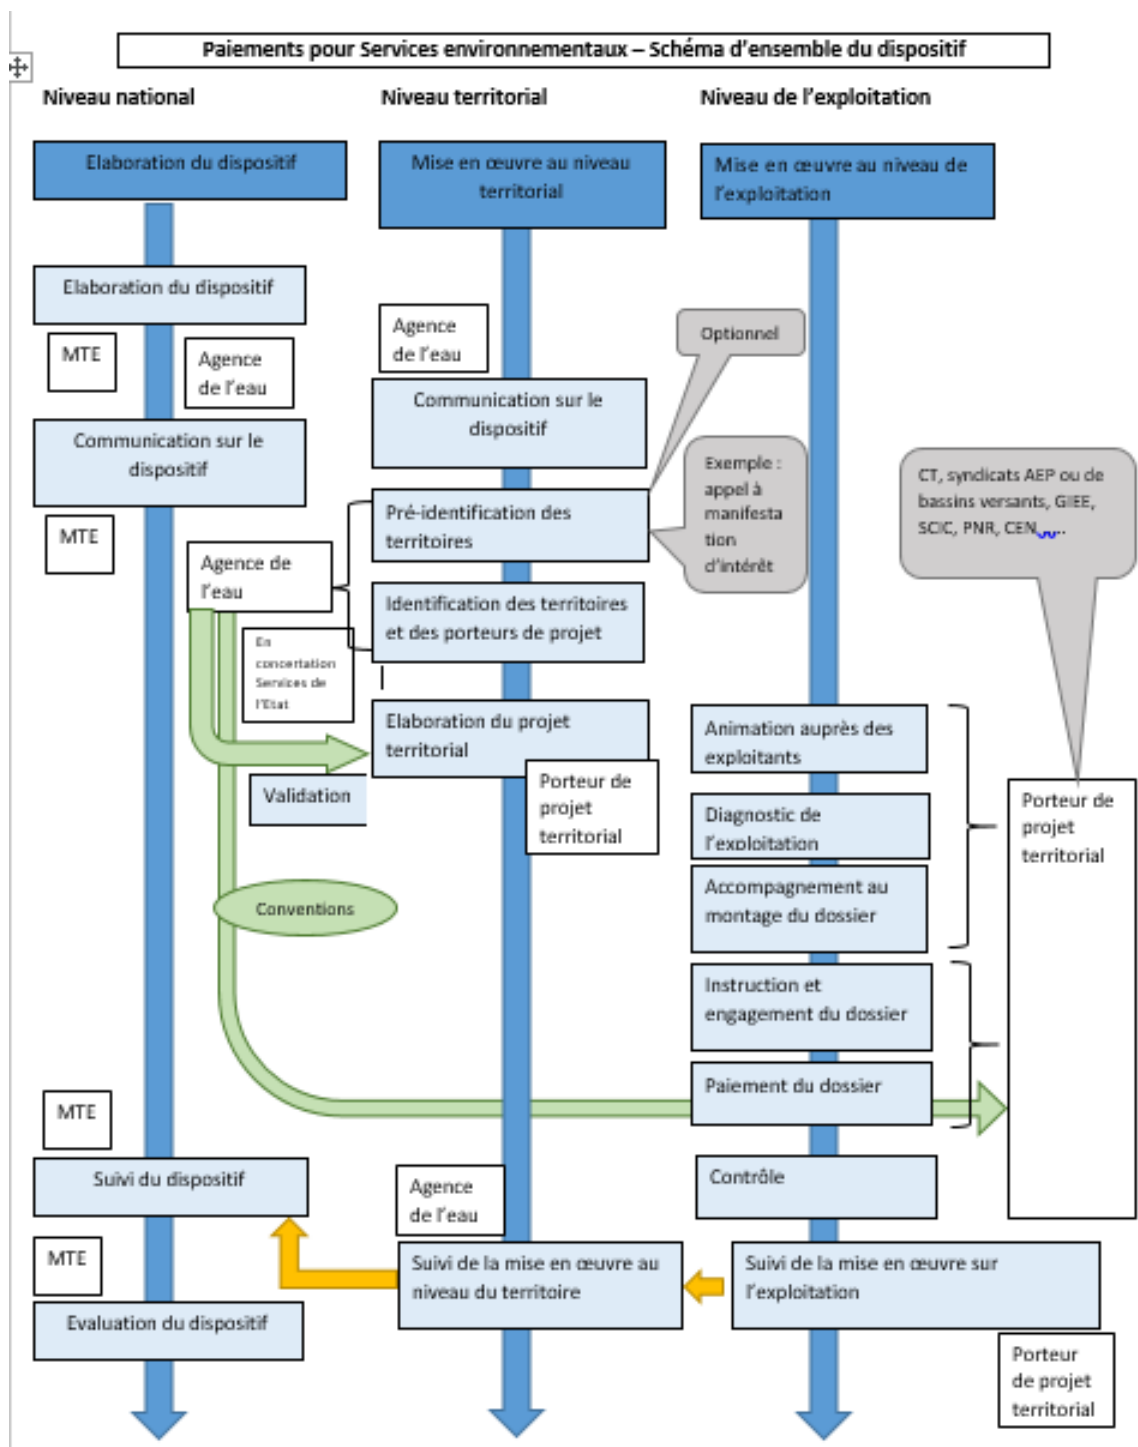 Paiements pour Services environnementaux – Schéma d'ensemble du dispositif
Niveau national
Niveau territorial
Niveau de l'exploitation
Elaboration du dispositif
Mise en œuvre au niveau
territorial
Mise en œuvre au niveau de
l'exploitation
Elaboration du dispositif
MTE
Agence
de l'eau
Agence
de l'eau
Optionnel
Communication sur le
dispositif
Communication sur le
dispositif
Exemple :
appel à
manifesta
tion
d'intérêt
CT, syndicats AEP ou de
bassins versants, GIEE,
SCIC, PNR, CEN.....
MTE
Pré-identification des
territoires
Agence de
l'eau
Identification des territoires
et des porteurs de projet
En
concertation
Services de
l'Etat
Elaboration du projet
territorial
Animation auprès des
exploitants
Validation
Porteur de
projet
territorial
Diagnostic de
l'exploitation
Porteur de
projet
territorial
Accompagnement au
montage du dossier
Conventions
Instruction et
engagement du dossier
Paiement du dossier
MTE
Suivi du dispositif
Agence
de l'eau
Contrôle
MTE
Suivi de la mise en œuvre au
niveau du territoire
Suivi de la mise en œuvre sur
l'exploitation
Evaluation du dispositif
Porteur
de projet
territorial